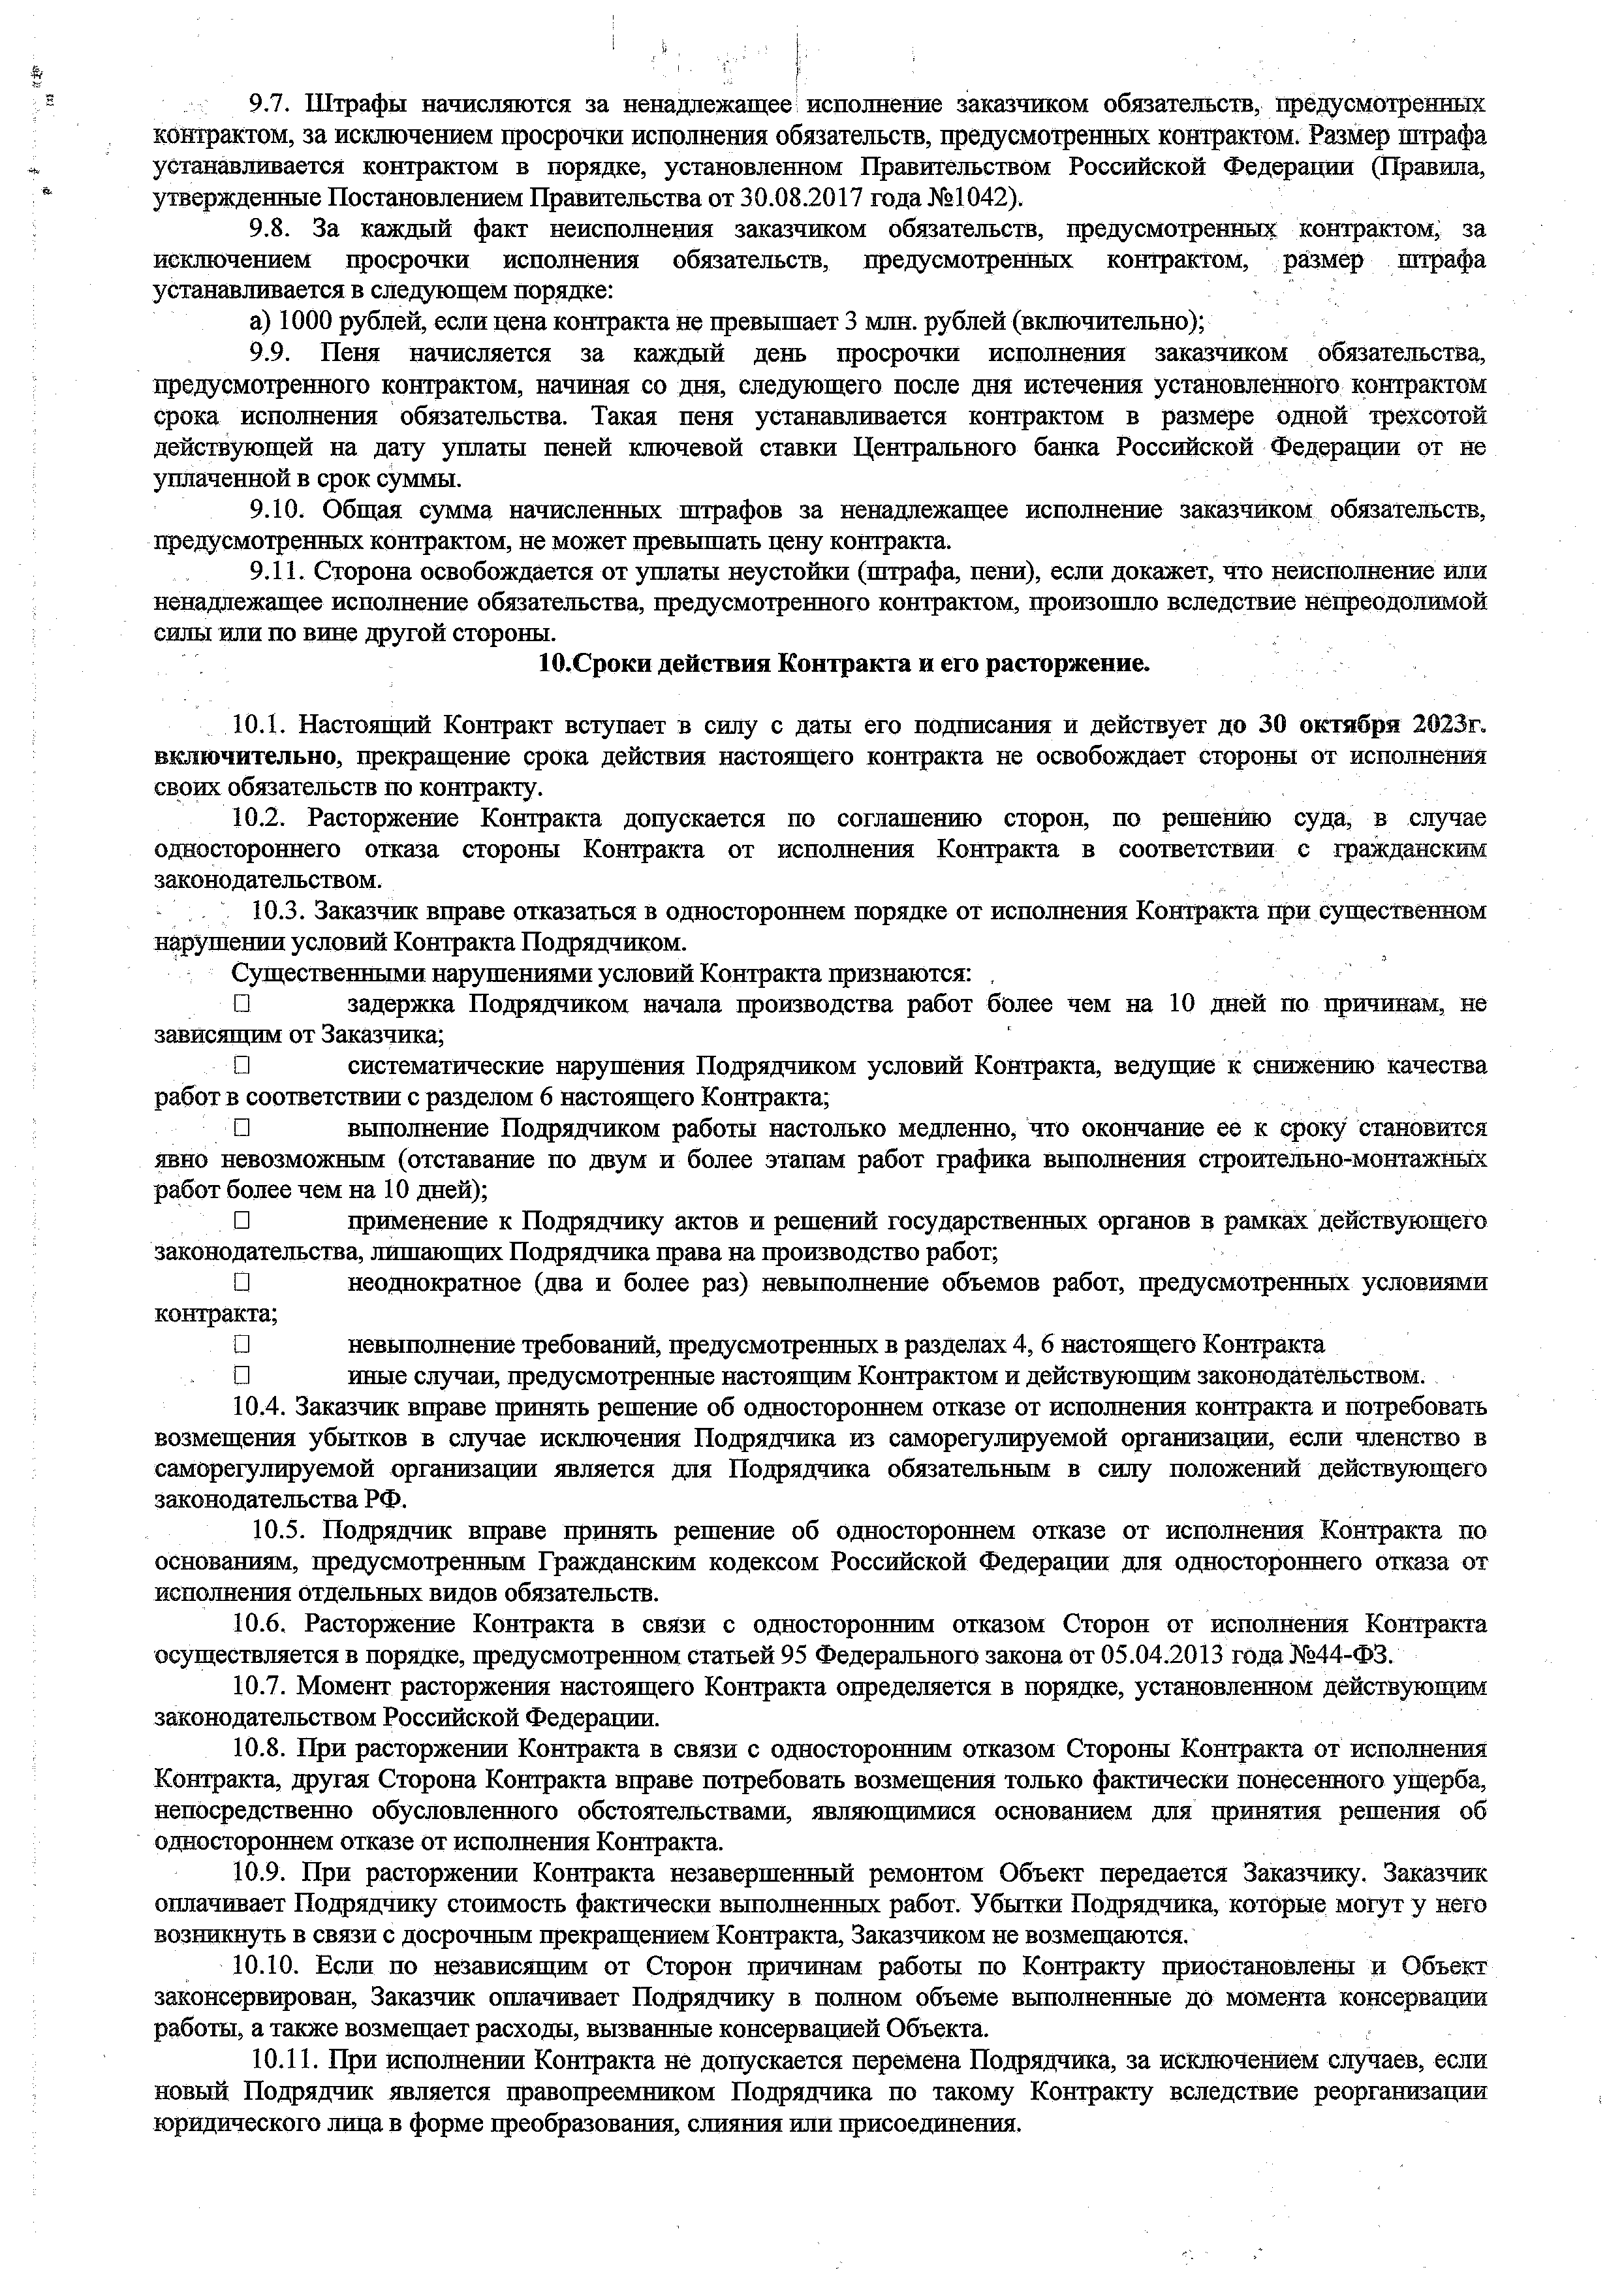 9.7. Штрафы начисляются за ненадлежащее исполнение заказчиком обязательств, предусмотренных
контрактом, за исключением просрочки исполнения обязательств, предусмотренных контрактом. Размер штрафа
устанавливается контрактом в порядке, установленном Правительством Российской Федерации (Правила,
утвержденные Постановлением Правительства от 30.08.2017 года №1042).
9.8. За каждый факт неисполнения заказчиком обязательств, предусмотренных контрактом, за
исключением просрочки исполнения обязательств, предусмотренных контрактом, размер штрафа
устанавливается в следующем порядке:
а) 1000 рублей, если цена контракта не превышает 3 млн. рублей (включительно);
9.9. Пеня начисляется за каждый день просрочки исполнения заказчиком обязательства,
предусмотренного контрактом, начиная со дня, следующего после дня истечения установленного контрактом
срока исполнения обязательства. Такая пеня устанавливается контрактом в размере одной трехсотой
действующей на дату уплаты пеней ключевой ставки Центрального банка Российской Федерации от не
уплаченной в срок суммы.
9.10. Общая сумма начисленных штрафов за ненадлежащее исполнение заказчиком обязательств,
предусмотренных контрактом, не может превышать цену контракта.
9.11. Сторона освобождается от уплаты неустойки (штрафа, пени), если докажет, что неисполнение или
ненадлежащее исполнение обязательства, предусмотренного контрактом, произошло вследствие непреодолимой
силы или по вине другой стороны.
10.Сроки действия Контракта и его расторжение.
10.1. Настоящий Контракт вступает в силу с даты его подписания и действует до 30 октября 2023г.
включительно, прекращение срока действия настоящего контракта не освобождает стороны от исполнения
своих обязательств по контракту.
10.2. Расторжение Контракта допускается по соглашению сторон, по решению суда, в случае
одностороннего отказа стороны Контракта от исполнения Контракта в соответствии с гражданским
законодательством.
10.3. Заказчик вправе отказаться в одностороннем порядке от исполнения Контракта при существенном
нарушении условий Контракта Подрядчиком.
Существенными нарушениями условий Контракта признаются:
□ задержка Подрядчиком начала производства работ более чем на 10 дней по причинам, не
зависящим от Заказчика;
□ систематические нарушения Подрядчиком условий Контракта, ведущие к снижению качества
работ в соответствии с разделом 6 настоящего Контракта;
□ выполнение Подрядчиком работы настолько медленно, что окончание ее к сроку становится
явно невозможным (отставание по двум и более этапам работ графика выполнения строительно-монтажных
работ более чем на 10 дней);
□ применение к Подрядчику актов и решений государственных органов в рамках действующего
законодательства, лишающих Подрядчика права на производство работ;
□ неоднократное (два и более раз) невыполнение объемов работ, предусмотренных условиями
контракта;
□ невыполнение требований, предусмотренных в разделах 4, 6 настоящего Контракта
□ иные случаи, предусмотренные настоящим Контрактом и действующим законодательством.
10.4. Заказчик вправе принять решение об одностороннем отказе от исполнения контракта и потребовать
возмещения убытков в случае исключения Подрядчика из саморегулируемой организации, если членство в
саморегулируемой организации является для Подрядчика обязательным в силу положений действующего
законодательства РФ.
10.5. Подрядчик вправе принять решение об одностороннем отказе от исполнения Контракта по
основаниям, предусмотренным Гражданским кодексом Российской Федерации для одностороннего отказа от
исполнения отдельных видов обязательств.
10.6. Расторжение Контракта в связи с односторонним отказом Сторон от исполнения Контракта
осуществляется в порядке, предусмотренном статьей 95 Федерального закона от 05.04.2013 года №44-ФЗ.
10.7. Момент расторжения настоящего Контракта определяется в порядке, установленном действующим
законодательством Российской Федерации.
10.8. При расторжении Контракта в связи с односторонним отказом Стороны Контракта от исполнения
Контракта, другая Сторона Контракта вправе потребовать возмещения только фактически понесенного ущерба,
непосредственно обусловленного обстоятельствами, являющимися основанием для принятия решения об
одностороннем отказе от исполнения Контракта.
10.9. При расторжении Контракта незавершенный ремонтом Объект передается Заказчику. Заказчик
оплачивает Подрядчику стоимость фактически выполненных работ. Убытки Подрядчика, которые могут у него
возникнуть в связи с досрочным прекращением Контракта, Заказчиком не возмещаются.
10.10. Если по независящим от Сторон причинам работы по Контракту приостановлены и Объект
законсервирован, Заказчик оплачивает Подрядчику в полном объеме выполненные до момента консервации
работы, а также возмещает расходы, вызванные консервацией Объекта.
10.11. При исполнении Контракта не допускается перемена Подрядчика, за исключением случаев, если
новый Подрядчик является правопреемником Подрядчика по такому Контракту вследствие реорганизации
юридического лица в форме преобразования, слияния или присоединения.